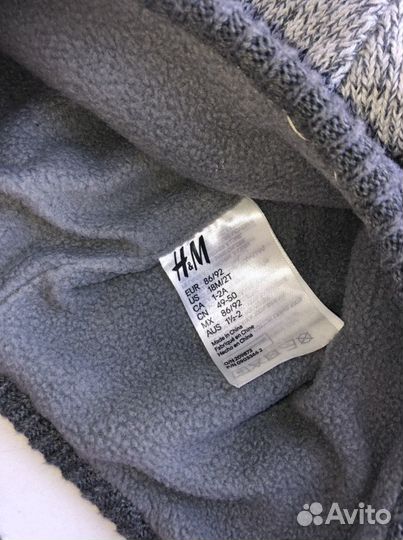 H&M
EUR 86/92
US 18M/2T
CA 1-2A
CN 49-50
MX 86/92
AUS 1½-2
Made in China
Fabriqué en Chine
Hecho en China
Avito